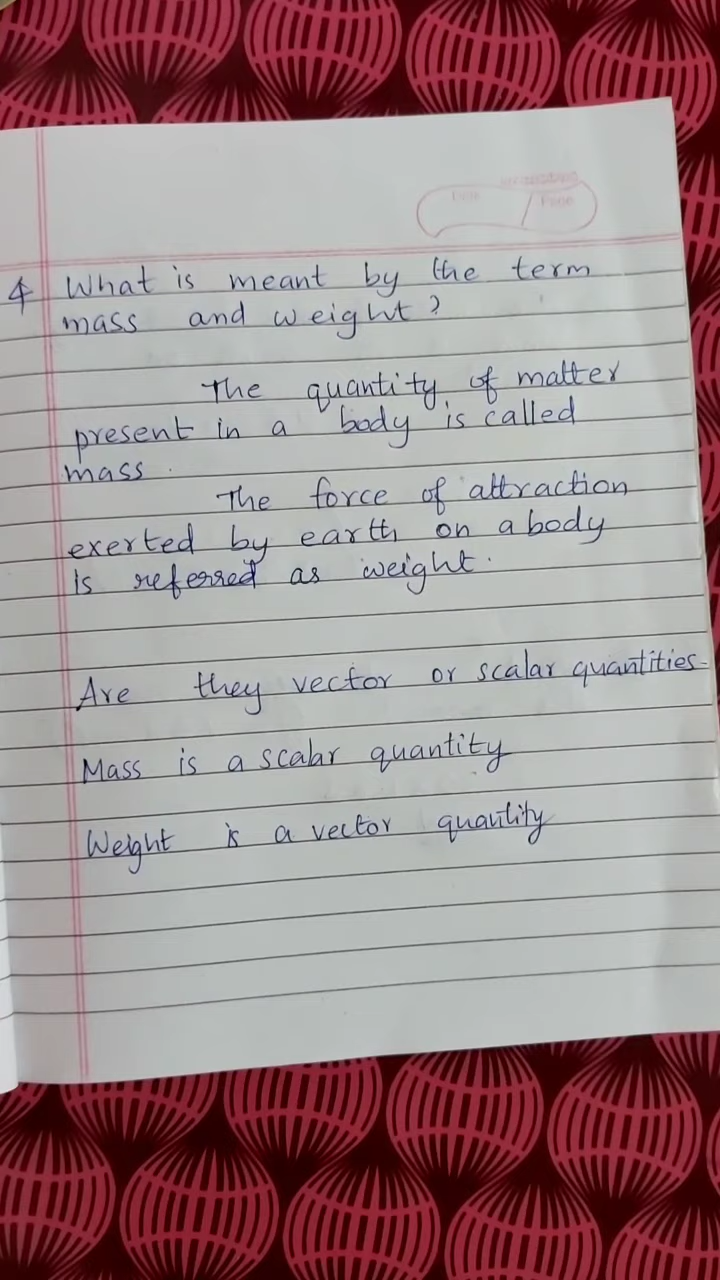 4 What is meant by the term
mass and weight?
The quantity of matter
present in a body is called
mass.
The force of attraction
exerted by earth on a body
is referred as weight.
Are they vector or scalar quantities-
Mass is a scalar quantity
Weight is a vector quantity
Page